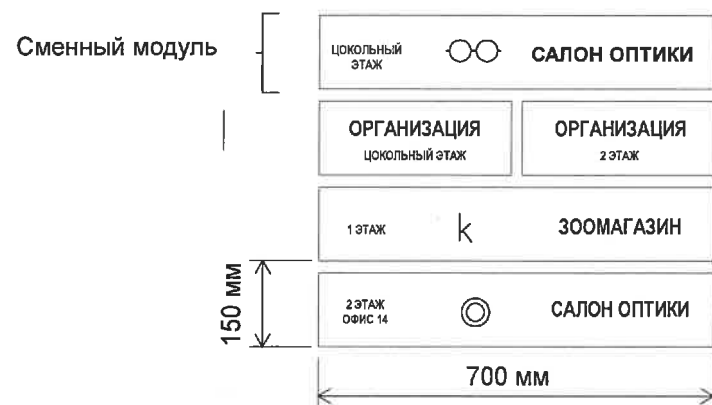 Сменный модуль
ЦОКОЛЬНЫЙ
ЭТАЖ
САЛОН ОПТИКИ
ОРГАНИЗАЦИЯ
ЦОКОЛЬНЫЙ ЭТАЖ
ОРГАНИЗАЦИЯ
2 ЭТАЖ
1 ЭТАЖ
k
ЗООМАГАЗИН
150 мм
2 ЭТАЖ
ОФИС 14
САЛОН ОПТИКИ
700 мм